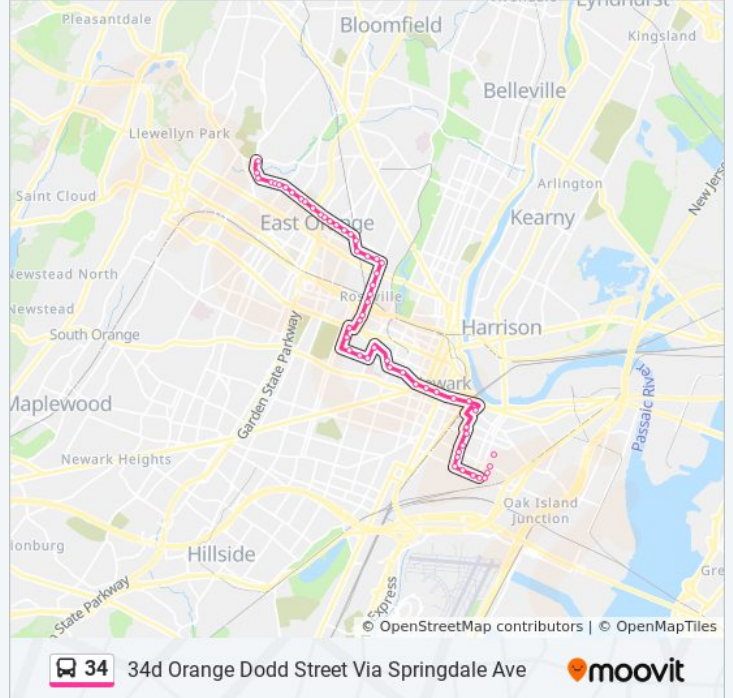 Lyndhurst
Pleasantdale
Bloomfield
Kingsland
Belleville
Llewellyn Park
Saint Cloud
Arlington
New Jerse
East Orange
Kearny
Newstead North
Newstead
Roseville
Harrison
South Orange
Garden State Parkway
Newark
Maplewood
Passaic River
Newark Heights
Oak Island
Junction
ionburg
Hillside
Gre
State Parkway
Express
© OpenStreetMap contributors | © OpenMapTiles
34 34d Orange Dodd Street Via Springdale Ave moovit